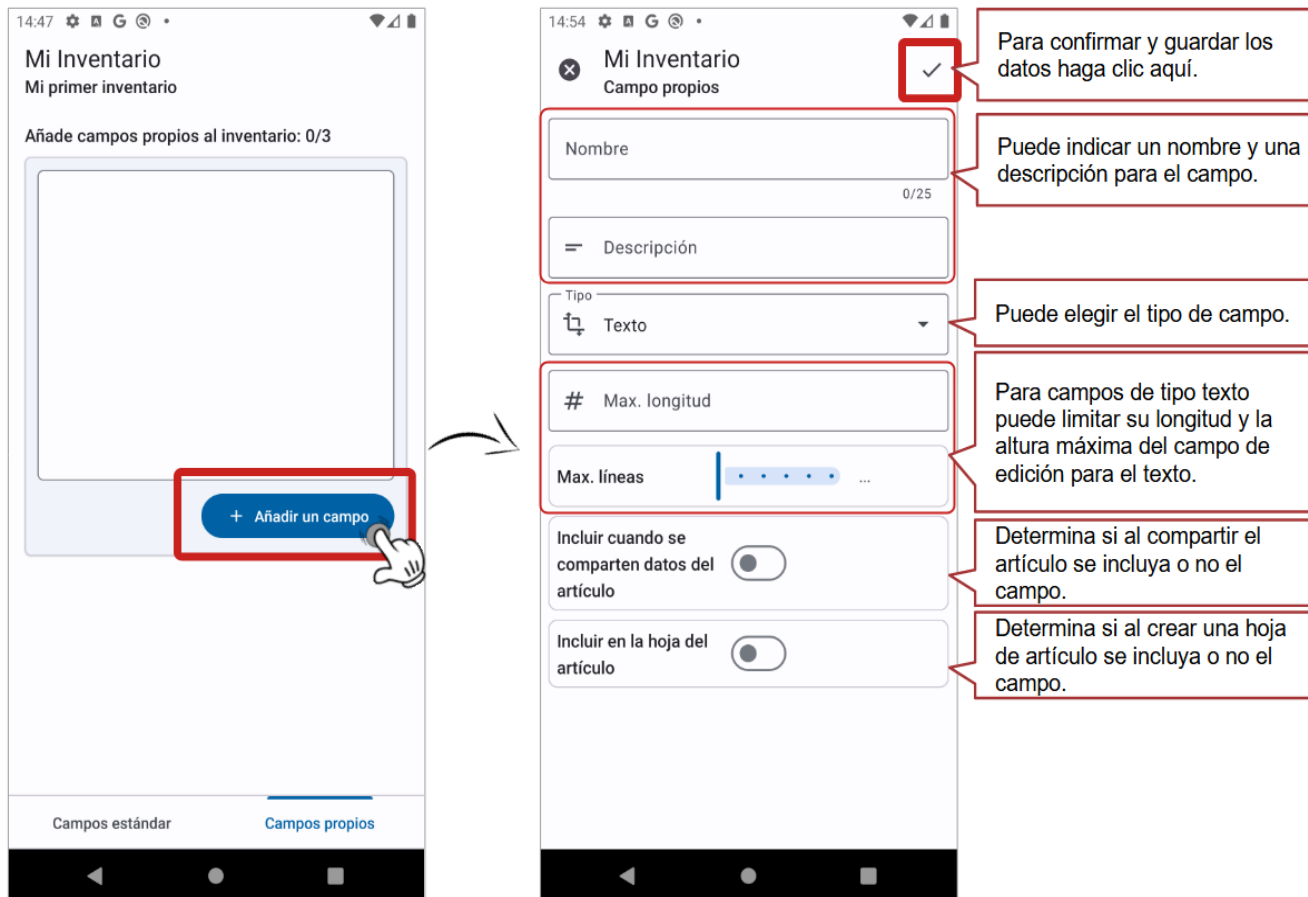 14:47
Mi Inventario
Mi primer inventario
Añade campos propios al inventario: 0/3
+ Añadir un campo
Campos estándar
Campos propios
14:54
Mi Inventario
Campo propios
Nombre
0/25
Descripción
Tipo
Texto
# Max. longitud
Max. líneas
...
Incluir cuando se
comparten datos del
artículo
Incluir en la hoja del
artículo
Para confirmar y guardar los
datos haga clic aquí.
Puede indicar un nombre y una
descripción para el campo.
Puede elegir el tipo de campo.
Para campos de tipo texto
puede limitar su longitud y la
altura máxima del campo de
edición para el texto.
Determina si al compartir el
artículo se incluya o no el
campo.
Determina si al crear una hoja
de artículo se incluya o no el
campo.